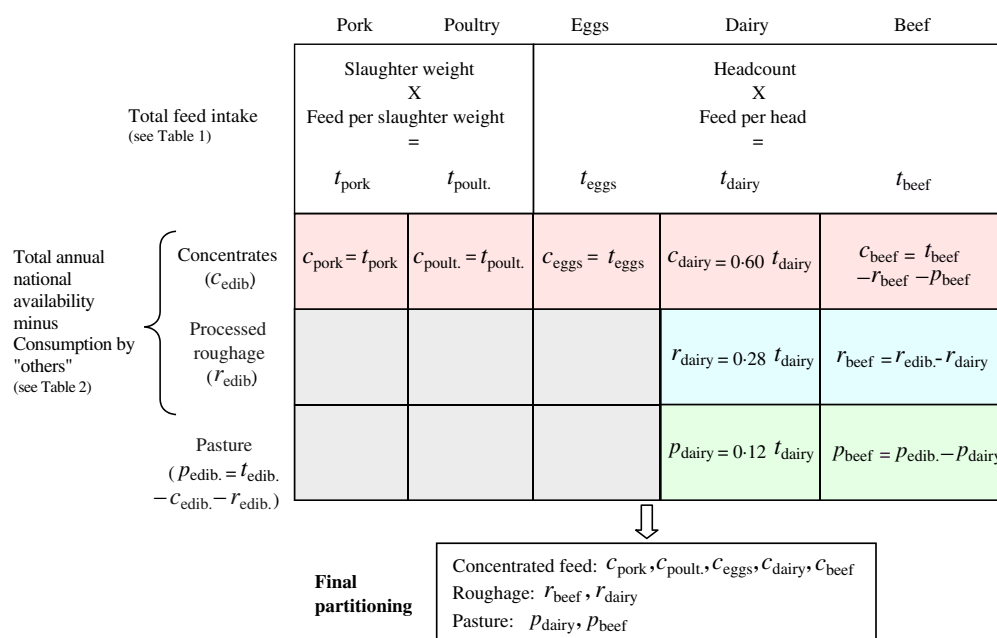 Pork Poultry Eggs Dairy Beef
Total feed intake
(see Table 1)
Slaughter weight
X
Feed per slaughter weight
=
Headcount
X
Feed per head
=
t_pork t_poult. t_eggs t_dairy t_beef
Total annual
national
availability
minus
Consumption by
"others"
(see Table 2)
Concentrates
(c_edib)
c_pork = t_pork c_poult. = t_poult. c_eggs = t_eggs c_dairy = 0·60 t_dairy
c_beef = t_beef
−r_beef −p_beef
Processed
roughage
(r_edib)
r_dairy = 0·28 t_dairy r_beef = r_edib.- r_dairy
Pasture
(p_edib. = t_edib.
−c_edib.−r_edib.)
p_dairy = 0·12 t_dairy p_beef = p_edib.−p_dairy
Final
partitioning
Concentrated feed: c_pork,c_poult.,c_eggs,c_dairy,c_beef
Roughage: r_beef,r_dairy
Pasture: p_dairy,p_beef